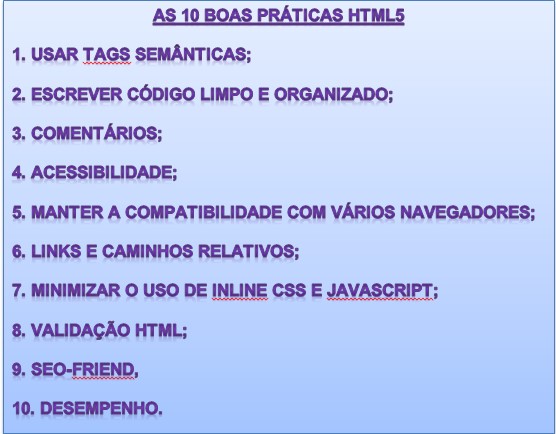 AS 10 BOAS PRÁTICAS HTML5
1. USAR TAGS SEMÂNTICAS;
2. ESCREVER CÓDIGO LIMPO E ORGANIZADO;
3. COMENTÁRIOS;
4. ACESSIBILIDADE;
5. MANTER A COMPATIBILIDADE COM VÁRIOS NAVEGADORES;
6. LINKS E CAMINHOS RELATIVOS;
7. MINIMIZAR O USO DE INLINE CSS E JAVASCRIPT;
8. VALIDAÇÃO HTML;
9. SEO-FRIEND,
10. DESEMPENHO.